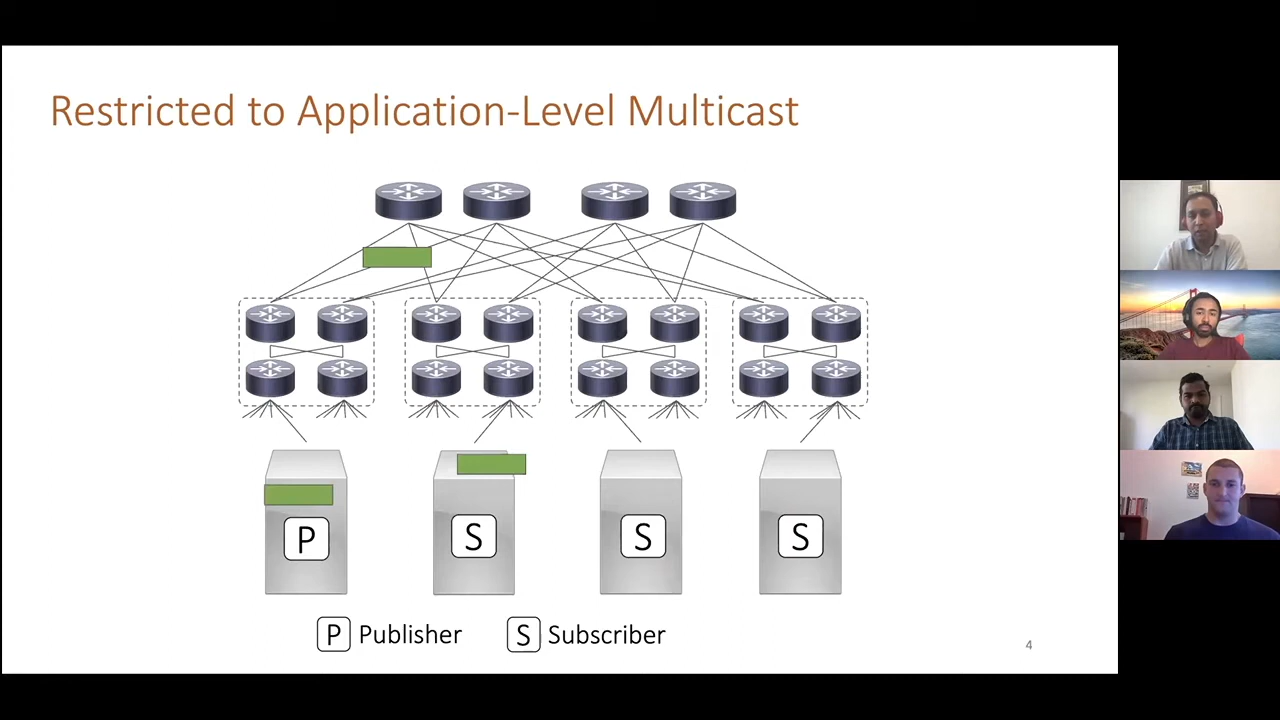 Restricted to Application-Level Multicast
P
S
S
S
P Publisher
S Subscriber
4